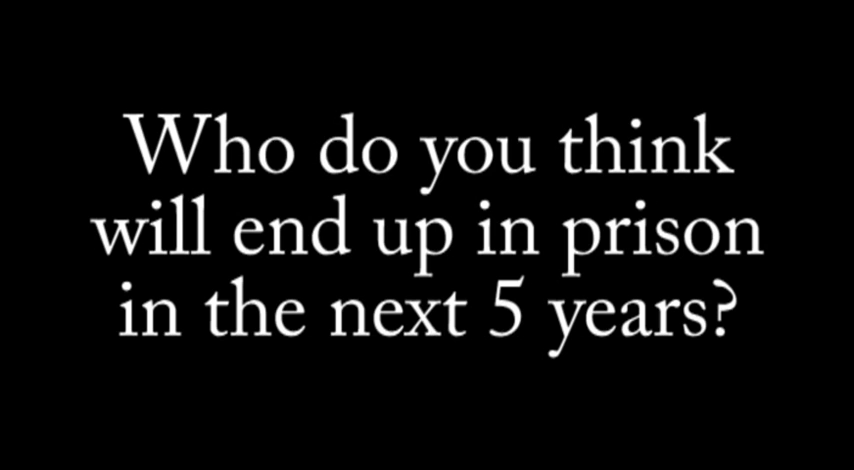 Who do you think
will end up in prison
in the next 5 years?